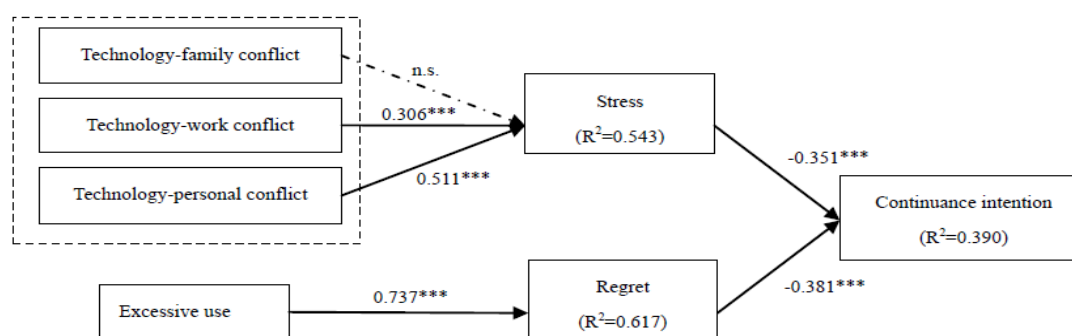 Technology-family conflict
n.s.
Technology-work conflict
0.306***
Technology-personal conflict
0.511***
Stress
(R²=0.543)
-0.351***
Continuance intention
(R²=0.390)
Excessive use
0.737***
Regret
(R²=0.617)
-0.381***